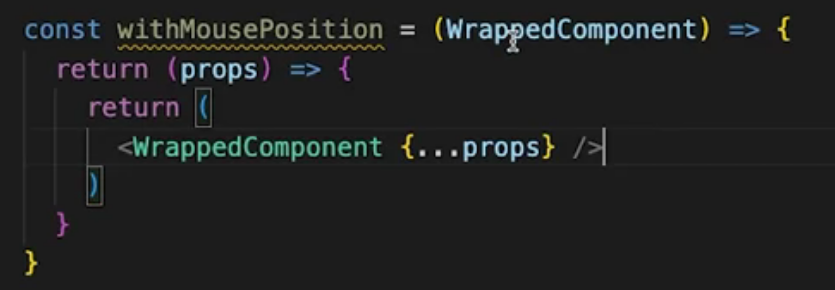 const withMousePosition = (WrappedComponent) => {
return (props) => {
return (
<WrappedComponent {...props} />
)
}
}